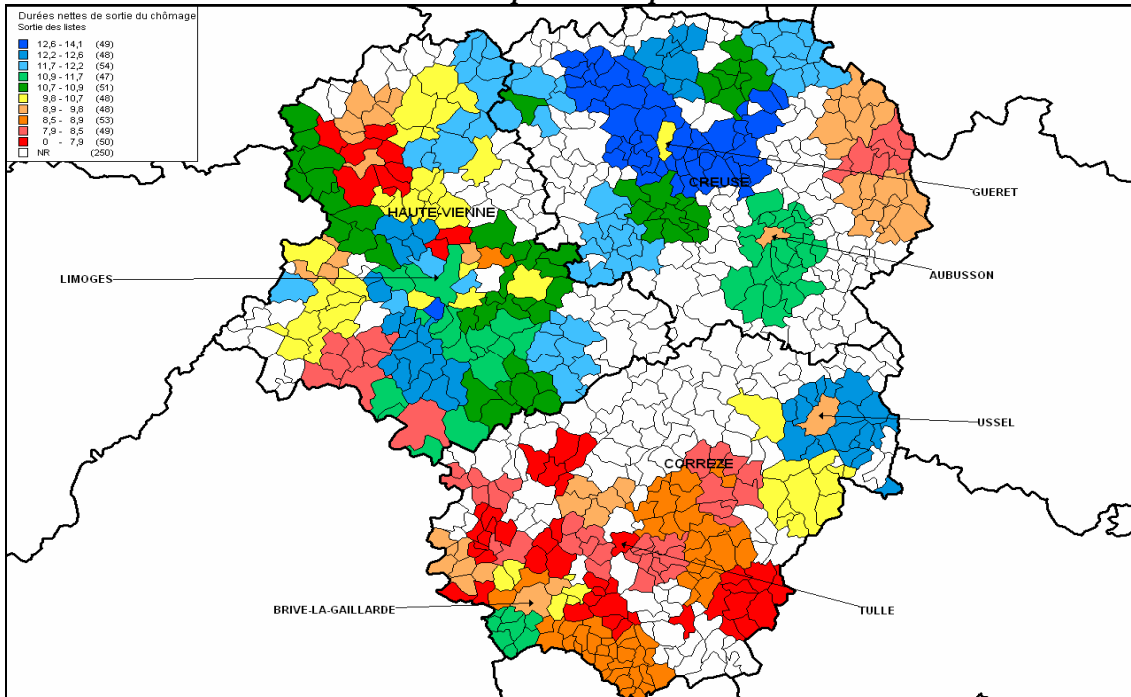 Durées nettes de sortie du chômage
Sortie des listes
12,6 - 14,1 (49)
12,2 - 12,6 (48)
11,7 - 12,2 (54)
10,9 - 11,7 (47)
10,7 - 10,9 (51)
9,8 - 10,7 (48)
8,9 - 9,8 (48)
8,5 - 8,9 (53)
7,9 - 8,5 (49)
0 - 7,9 (50)
NR (250)
CREUSE
GUERET
HAUTE-VIENNE
LIMOGES
AUBUSSON
USSEL
CORREZE
BRIVE-LA-GAILLARDE
TULLE